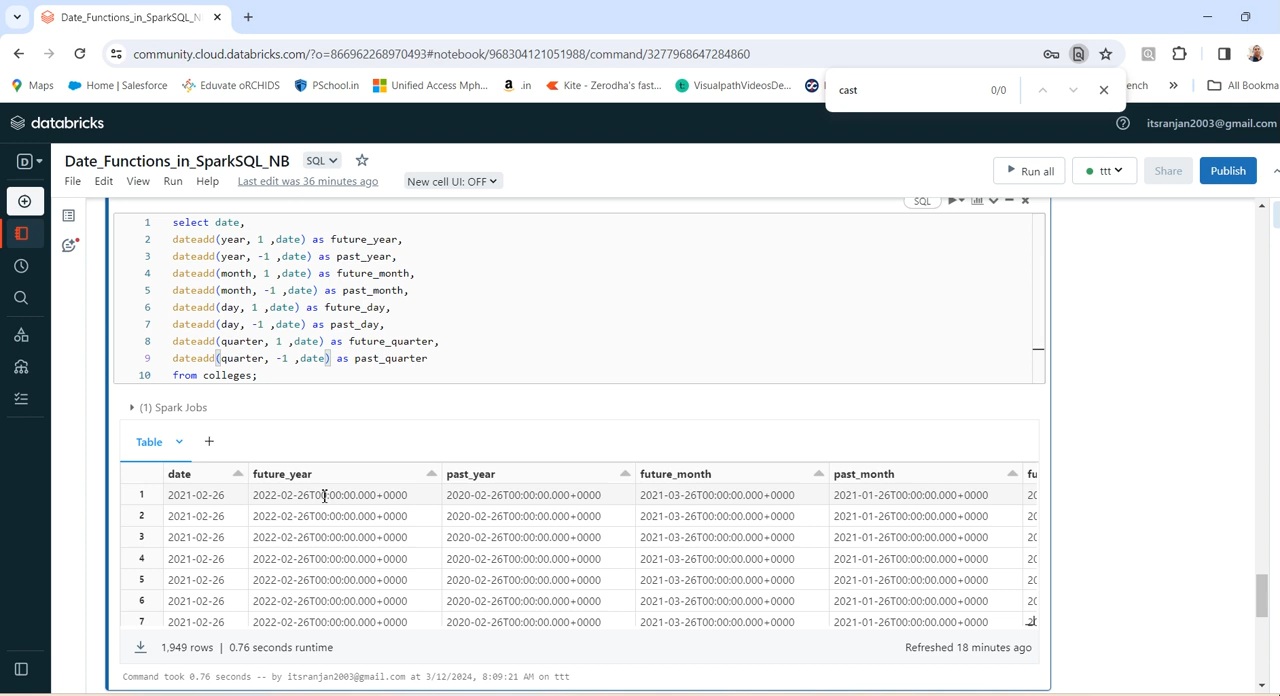 Date_Functions_in_SparkSQL_N
community.cloud.databricks.com/?o=866962268970493#notebook/968304121051988/command/3277968647284860
Maps Home | Salesforce Eduvate oRCHIDS PSchool.in Unified Access Mph... .in Kite - Zerodha's fast... VisualpathVideosDe... ench » All Bookma
cast 0/0
databricks itsranjan2003@gmail.com
D Date_Functions_in_SparkSQL_NB SQL
File Edit View Run Help Last edit was 36 minutes ago New cell UI: OFF Run all ttt Share Publish
SQL
1 select date,
2 dateadd(year, 1 ,date) as future_year,
3 dateadd(year, -1 ,date) as past_year,
4 dateadd(month, 1 ,date) as future_month,
5 dateadd(month, -1 ,date) as past_month,
6 dateadd(day, 1 ,date) as future_day,
7 dateadd(day, -1 ,date) as past_day,
8 dateadd(quarter, 1 ,date) as future_quarter,
9 dateadd(quarter, -1 ,date) as past_quarter
10 from colleges;
(1) Spark Jobs
Table +
date future_year past_year future_month past_month fu
1 2021-02-26 2022-02-26T00:00:00.000+0000 2020-02-26T00:00:00.000+0000 2021-03-26T00:00:00.000+0000 2021-01-26T00:00:00.000+0000 20
2 2021-02-26 2022-02-26T00:00:00.000+0000 2020-02-26T00:00:00.000+0000 2021-03-26T00:00:00.000+0000 2021-01-26T00:00:00.000+0000 20
3 2021-02-26 2022-02-26T00:00:00.000+0000 2020-02-26T00:00:00.000+0000 2021-03-26T00:00:00.000+0000 2021-01-26T00:00:00.000+0000 20
4 2021-02-26 2022-02-26T00:00:00.000+0000 2020-02-26T00:00:00.000+0000 2021-03-26T00:00:00.000+0000 2021-01-26T00:00:00.000+0000 20
5 2021-02-26 2022-02-26T00:00:00.000+0000 2020-02-26T00:00:00.000+0000 2021-03-26T00:00:00.000+0000 2021-01-26T00:00:00.000+0000 20
6 2021-02-26 2022-02-26T00:00:00.000+0000 2020-02-26T00:00:00.000+0000 2021-03-26T00:00:00.000+0000 2021-01-26T00:00:00.000+0000 20
7 2021-02-26 2022-02-26T00:00:00.000+0000 2020-02-26T00:00:00.000+0000 2021-03-26T00:00:00.000+0000 2021-01-26T00:00:00.000+0000
1,949 rows | 0.76 seconds runtime Refreshed 18 minutes ago
Command took 0.76 seconds -- by itsranjan2003@gmail.com at 3/12/2024, 8:09:21 AM on ttt